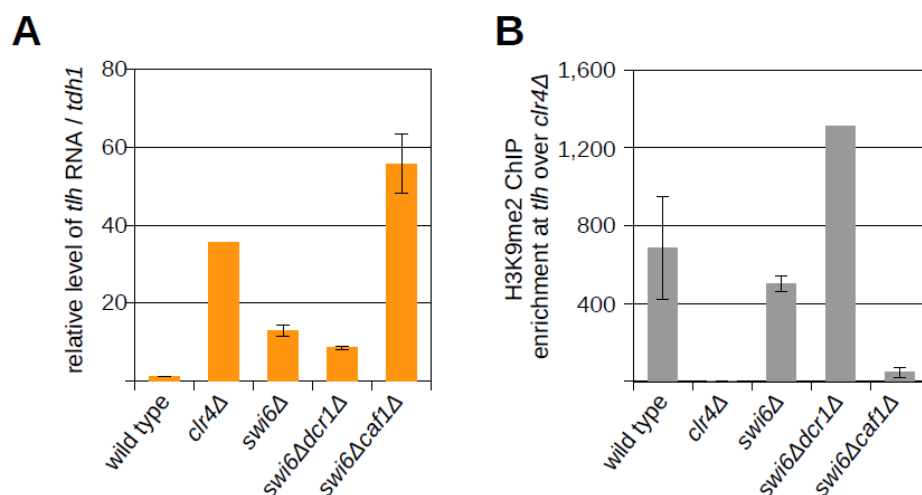 A
relative level of tlh RNA / tdh1
80
60
40
20
wild type
clr4Δ
swi6Δ
swi6Δdcr1Δ
swi6Δcaf1Δ
B
H3K9me2 ChIP
enrichment at tlh over clr4Δ
1,600
1,200
800
400
wild type
clr4Δ
swi6Δ
swi6Δdcr1Δ
swi6Δcaf1Δ